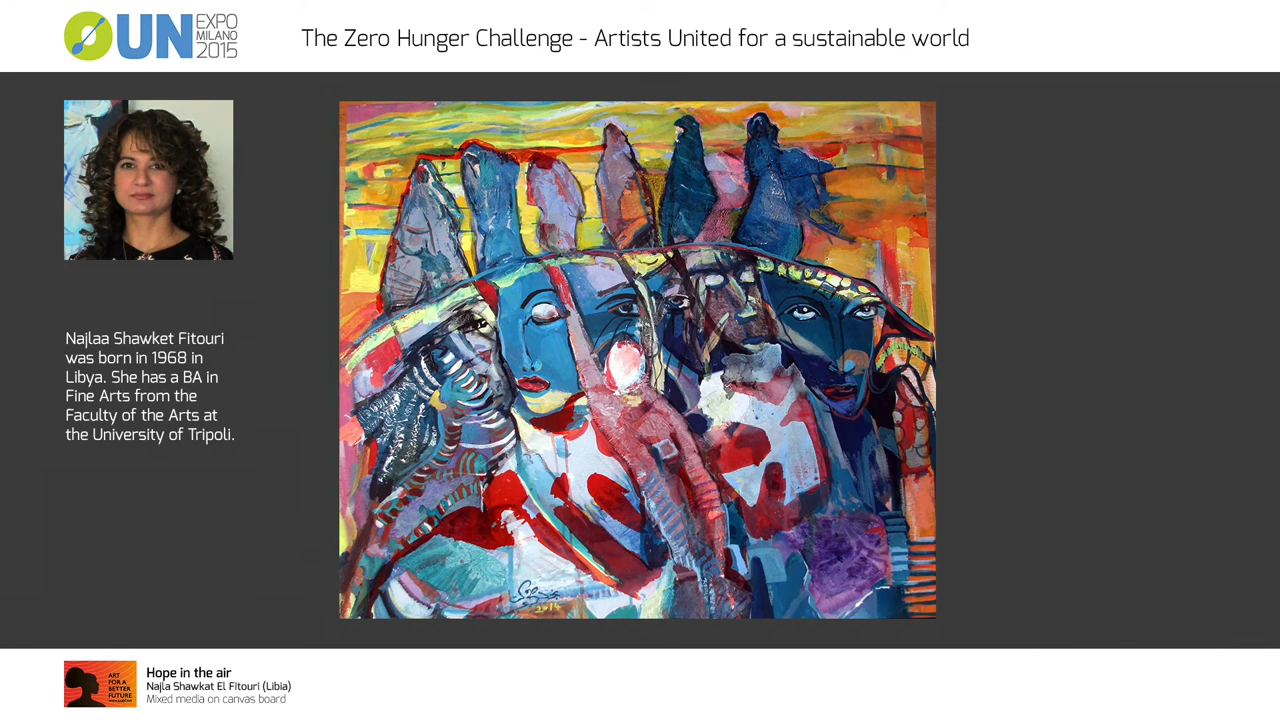 UN EXPO MILANO 2015
The Zero Hunger Challenge - Artists United for a sustainable world
Najlaa Shawket Fitouri
was born in 1968 in
Libya. She has a BA in
Fine Arts from the
Faculty of the Arts at
the University of Tripoli.
2014
ART
FOR A
BETTER
FUTURE
Hope in the air
Najla Shawkat El Fitouri (Libia)
Mixed media on canvas board